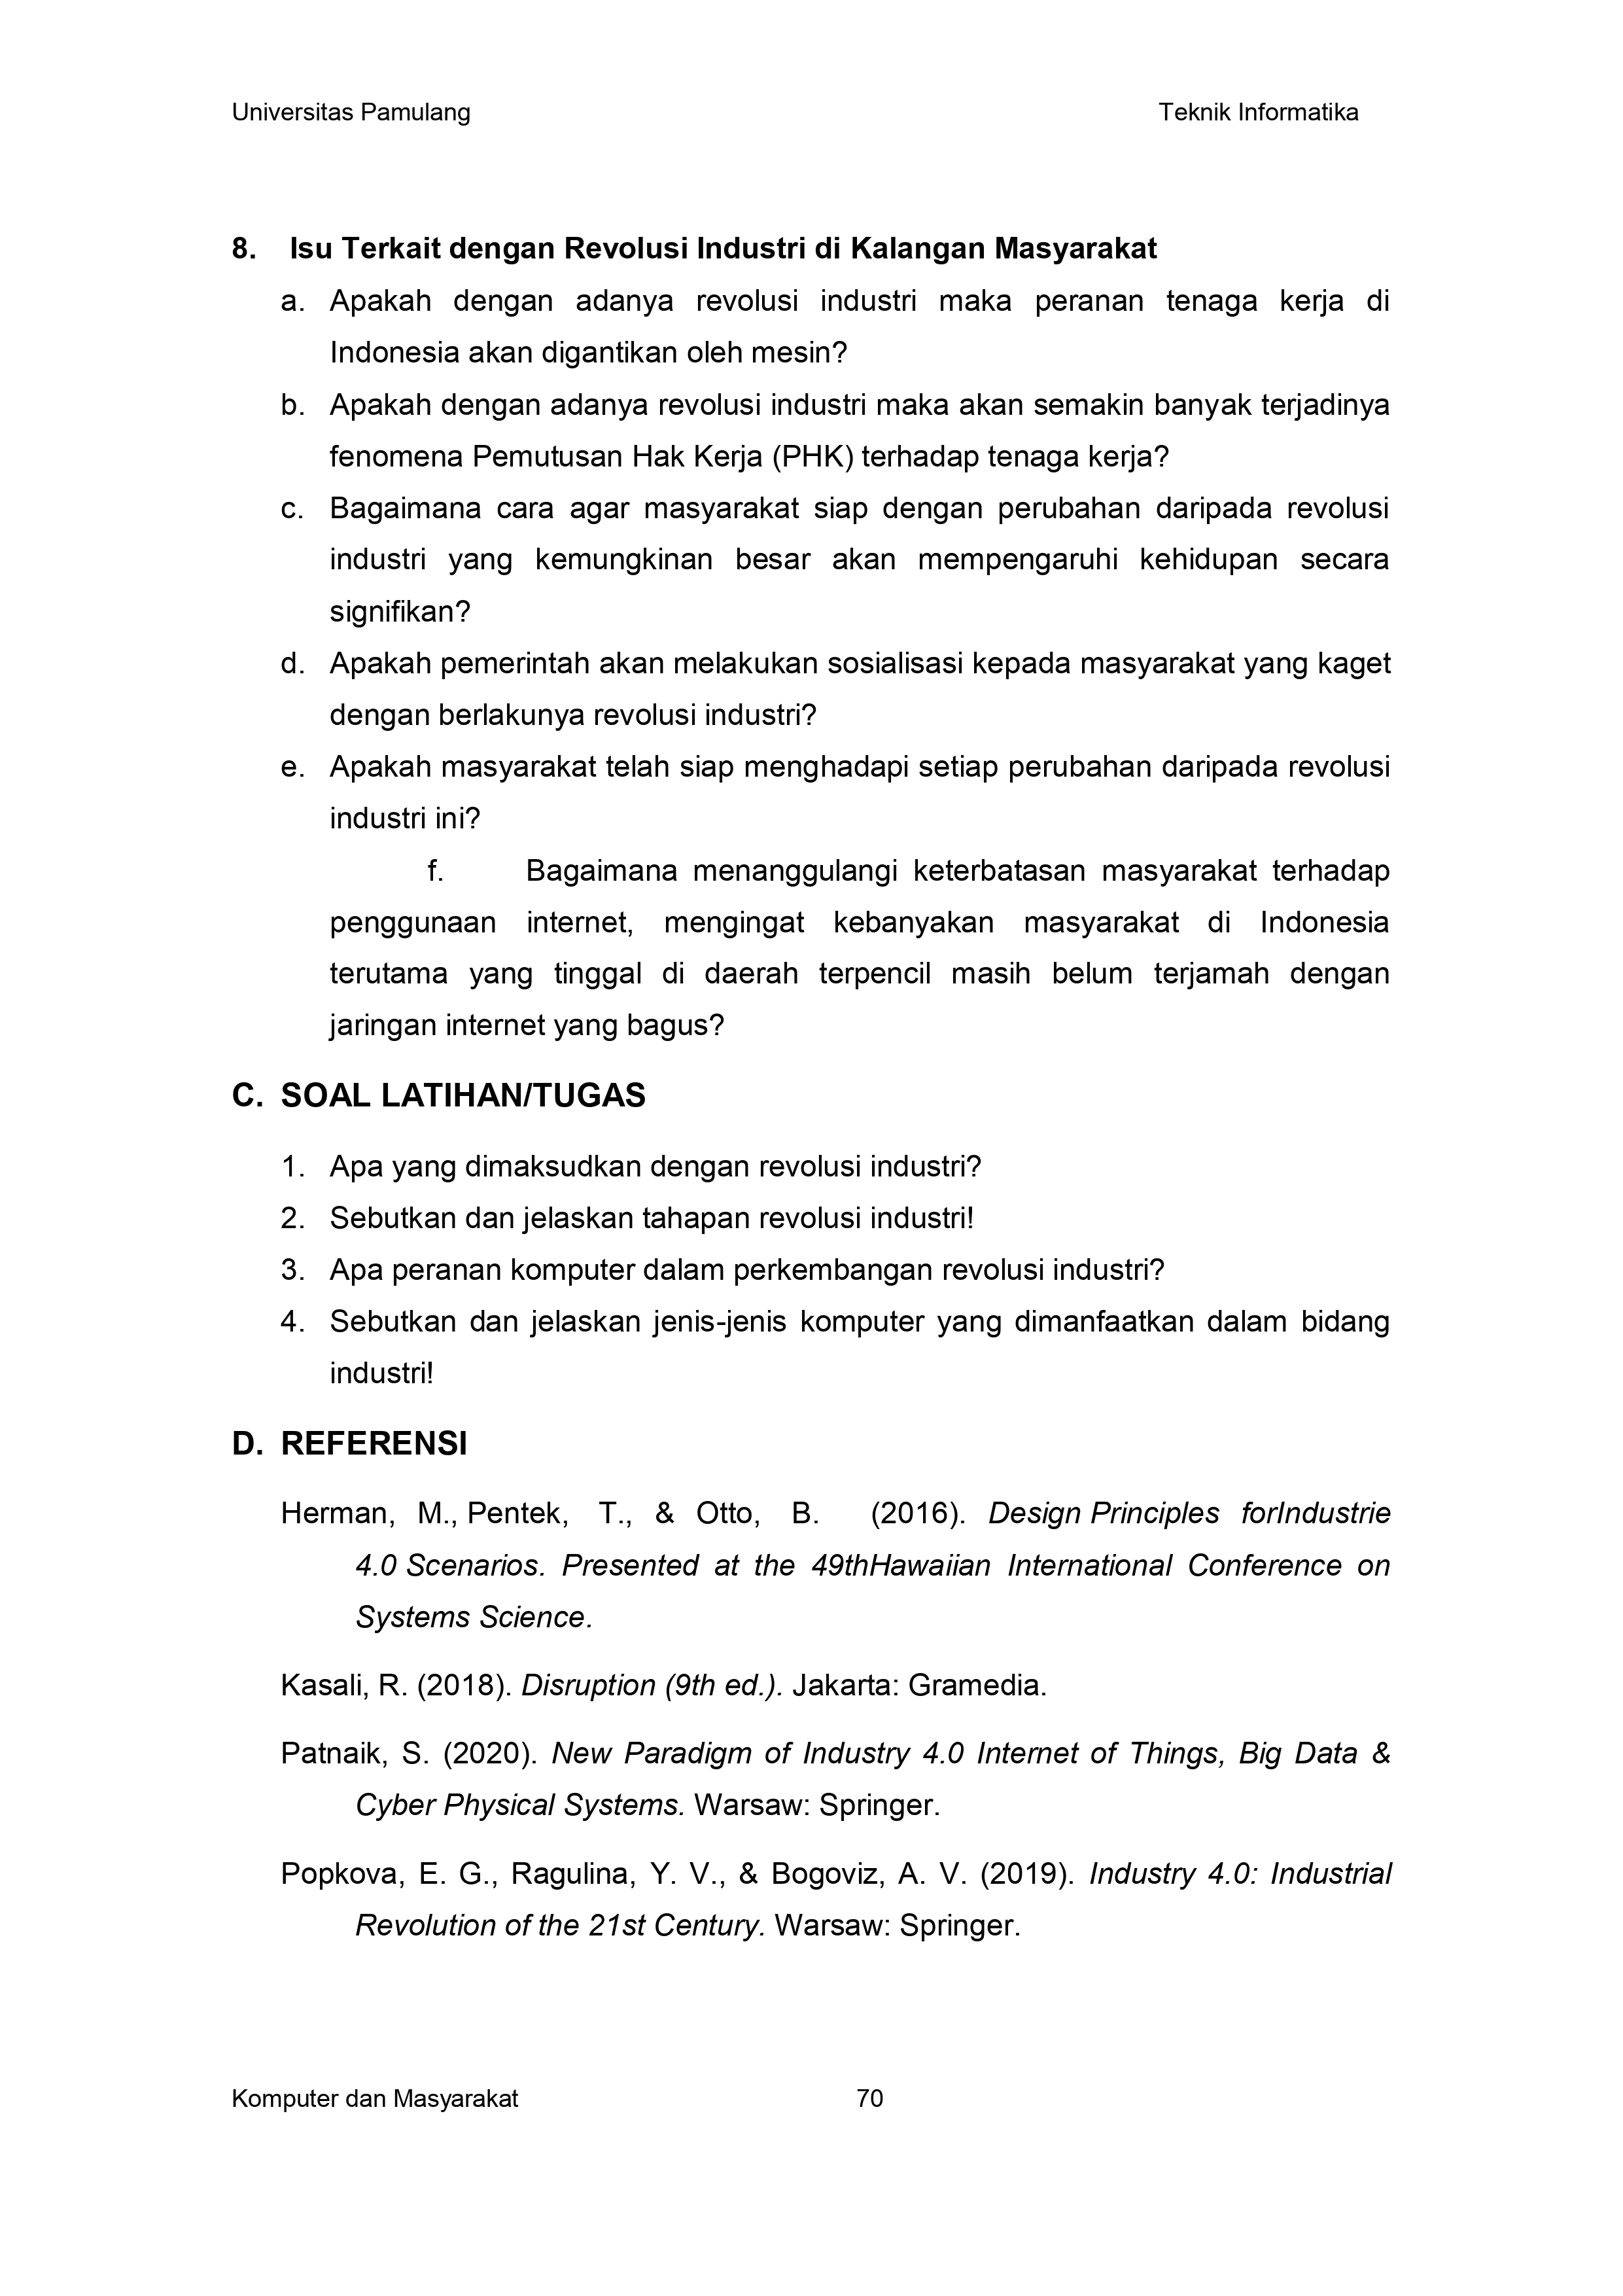 Universitas Pamulang Teknik Informatika
8. Isu Terkait dengan Revolusi Industri di Kalangan Masyarakat
a. Apakah dengan adanya revolusi industri maka peranan tenaga kerja di
Indonesia akan digantikan oleh mesin?
b. Apakah dengan adanya revolusi industri maka akan semakin banyak terjadinya
fenomena Pemutusan Hak Kerja (PHK) terhadap tenaga kerja?
c. Bagaimana cara agar masyarakat siap dengan perubahan daripada revolusi
industri yang kemungkinan besar akan mempengaruhi kehidupan secara
signifikan?
d. Apakah pemerintah akan melakukan sosialisasi kepada masyarakat yang kaget
dengan berlakunya revolusi industri?
e. Apakah masyarakat telah siap menghadapi setiap perubahan daripada revolusi
industri ini?
f. Bagaimana menanggulangi keterbatasan masyarakat terhadap
penggunaan internet, mengingat kebanyakan masyarakat di Indonesia
terutama yang tinggal di daerah terpencil masih belum terjamah dengan
jaringan internet yang bagus?
C. SOAL LATIHAN/TUGAS
1. Apa yang dimaksudkan dengan revolusi industri?
2. Sebutkan dan jelaskan tahapan revolusi industri!
3. Apa peranan komputer dalam perkembangan revolusi industri?
4. Sebutkan dan jelaskan jenis-jenis komputer yang dimanfaatkan dalam bidang
industri!
D. REFERENSI
Herman, M., Pentek, T., & Otto, B. (2016). Design Principles forIndustrie
4.0 Scenarios. Presented at the 49thHawaiian International Conference on
Systems Science.
Kasali, R. (2018). Disruption (9th ed.). Jakarta: Gramedia.
Patnaik, S. (2020). New Paradigm of Industry 4.0 Internet of Things, Big Data &
Cyber Physical Systems. Warsaw: Springer.
Popkova, E. G., Ragulina, Y. V., & Bogoviz, A. V. (2019). Industry 4.0: Industrial
Revolution of the 21st Century. Warsaw: Springer.
Komputer dan Masyarakat 70